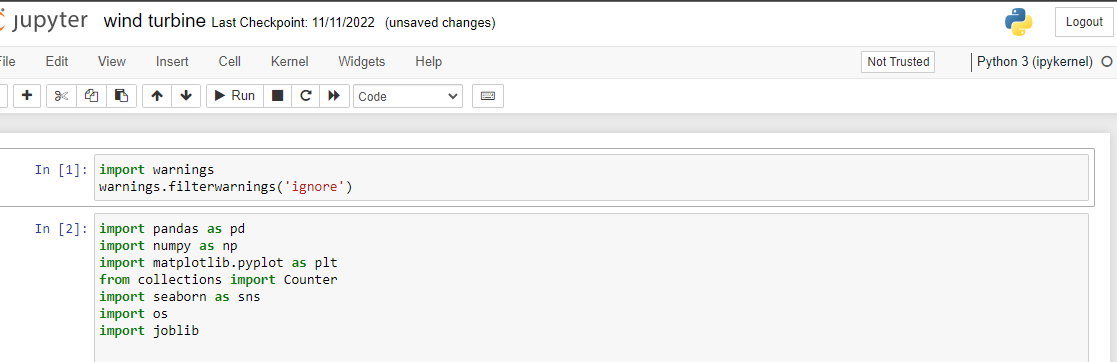 jupyter wind turbine Last Checkpoint: 11/11/2022 (unsaved changes) Logout
File Edit View Insert Cell Kernel Widgets Help Not Trusted Python 3 (ipykernel)
Run Code
In [1]: import warnings
warnings.filterwarnings('ignore')
In [2]: import pandas as pd
import numpy as np
import matplotlib.pyplot as plt
from collections import Counter
import seaborn as sns
import os
import joblib